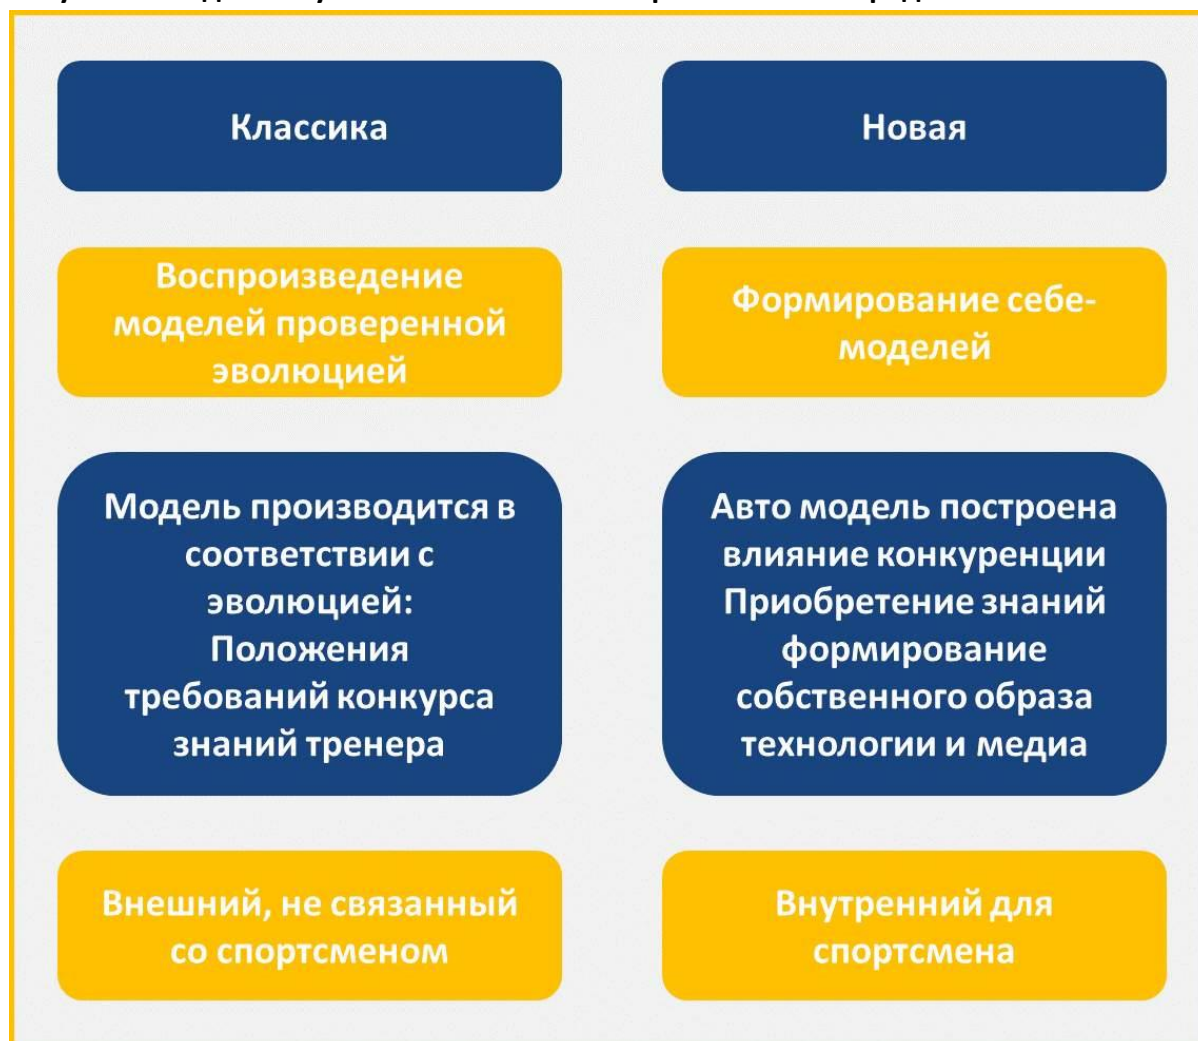 Классика
Новая
Воспроизведение
моделей проверенной
эволюцией
Формирование себе-
моделей
Модель производится в
соответствии с
эволюцией:
Положения
требований конкурса
знаний тренера
Авто модель построена
влияние конкуренции
Приобретение знаний
формирование
собственного образа
технологии и медиа
Внешний, не связанный
со спортсменом
Внутренний для
спортсмена